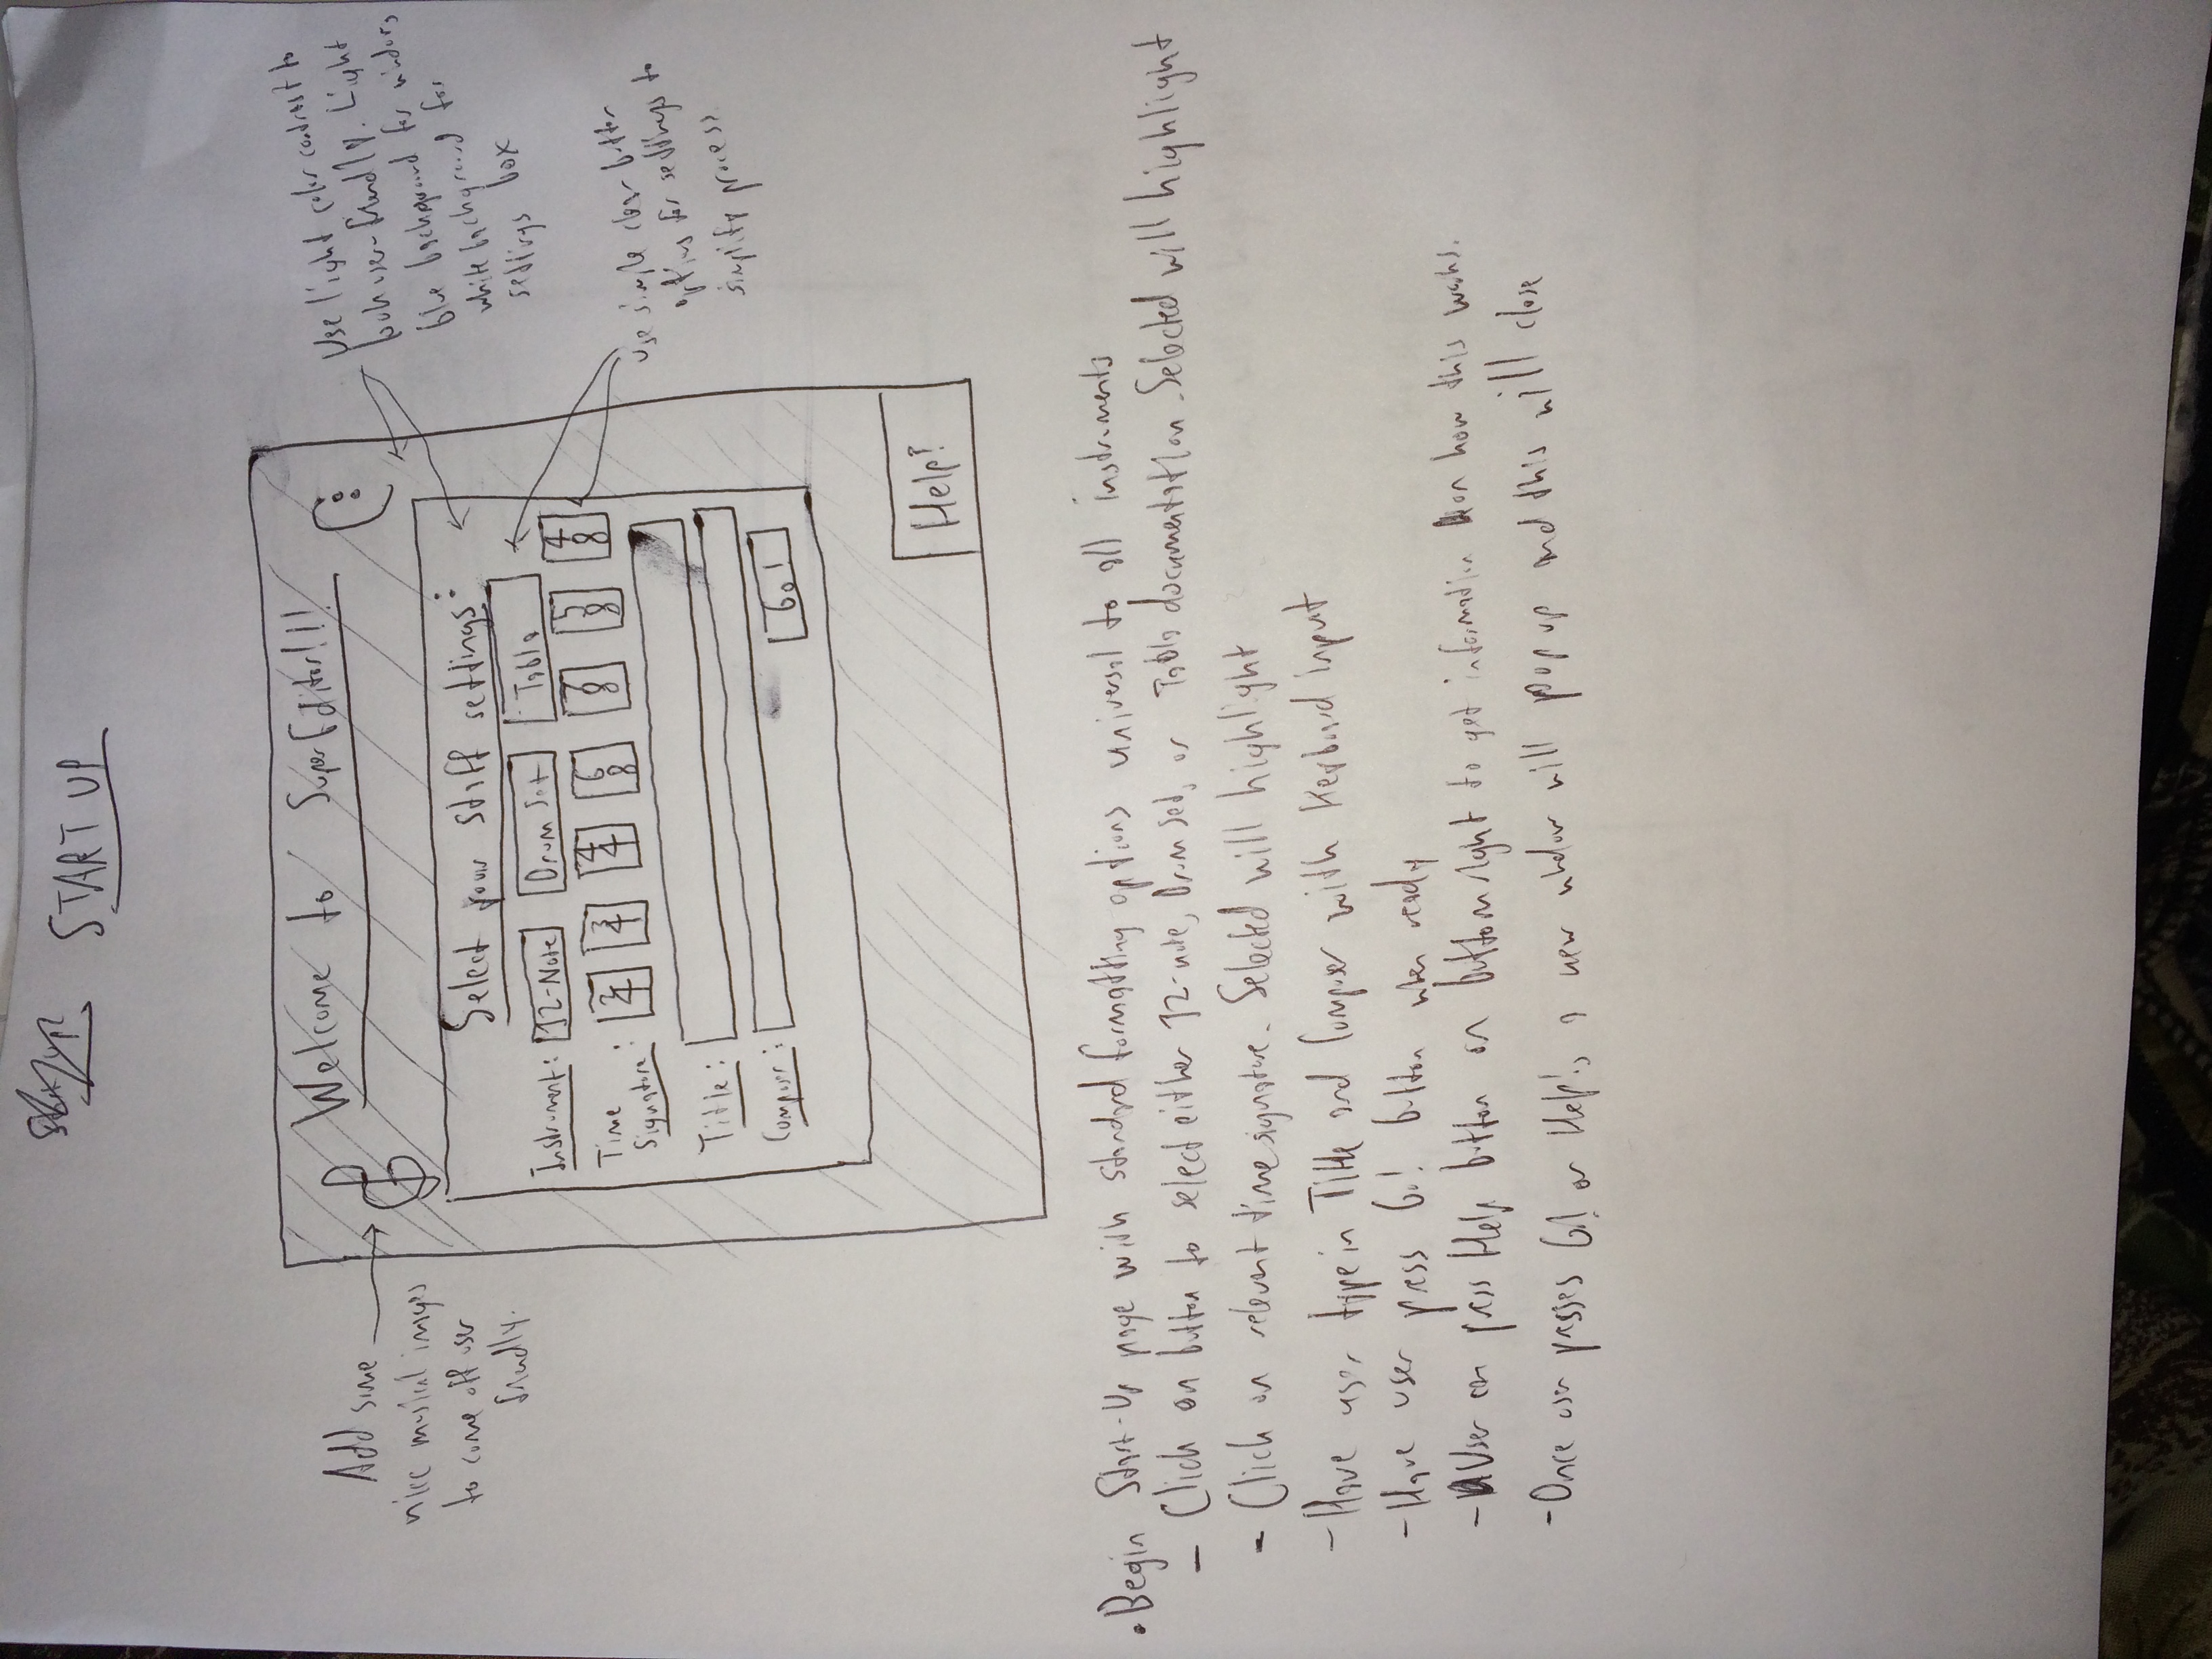 START UP
Welcome to SuperEditor!!!
Add some
nice musical images
to come off user
friendly.
Use light color contrast to
look user-friendly. Light
blue background for window,
white background for
settings box
Select your staff settings:
Instrument: 12-Note Drum Set Tabla
Time
Signature: 2/4 3/4 4/4 6/8 7/8 5/8 4/8
Use simple clear button
options for settings to
simplify process.
Title:
Composer:
Go!
Help!
• Begin Start-Up page with standard formatting options universal to all instruments
- Click on button to select either 12-note, Drum Set, or Tabla documentation. Selected will highlight
- Click on relevant time signature. Selected will highlight
- Have user type in Title and Composer with Keyboard input
- Have user press Go! button when ready
- User can press Help button on bottom right to get information on how this works.
- Once user presses Go! or Help!, a new window will pop up and this will close